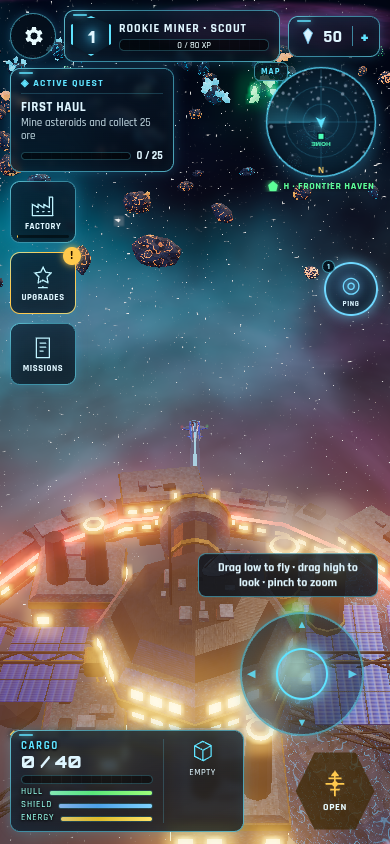 1
ROOKIE MINER · SCOUT
0 / 80 XP
50
+
ACTIVE QUEST
FIRST HAUL
Mine asteroids and collect 25
ore
0 / 25
MAP
HOME
N
H · FRONTIER HAVEN
FACTORY
!
UPGRADES
MISSIONS
1
PING
Drag low to fly · drag high to
look · pinch to zoom
CARGO
0 / 40
HULL
SHIELD
ENERGY
EMPTY
OPEN